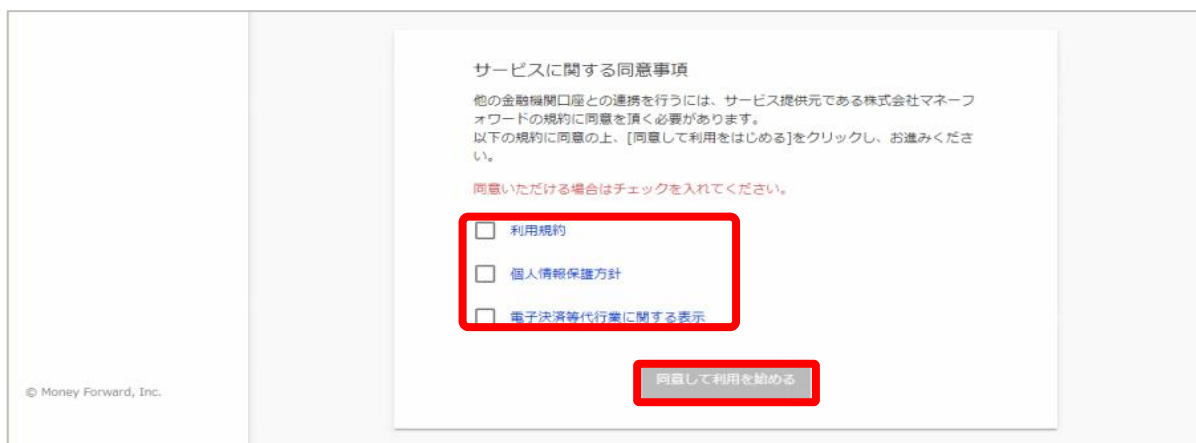 サービスに関する同意事項
他の金融機関口座との連携を行うには、サービス提供元である株式会社マネーフ
ォワードの規約に同意を頂く必要があります。
以下の規約に同意の上、[同意して利用をはじめる]をクリックし、お進みくださ
い。
同意いただける場合はチェックを入れてください。
利用規約
個人情報保護方針
電子決済等代行業に関する表示
同意して利用を始める
© Money Forward, Inc.